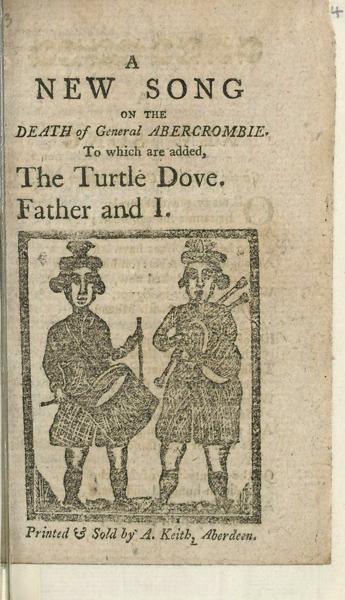 3
4
A
NEW SONG
ON THE
DEATH of General ABERCROMBIE.
To which are added,
The Turtle Dove.
Father and I.
Printed & Sold by A. Keith, Aberdeen.